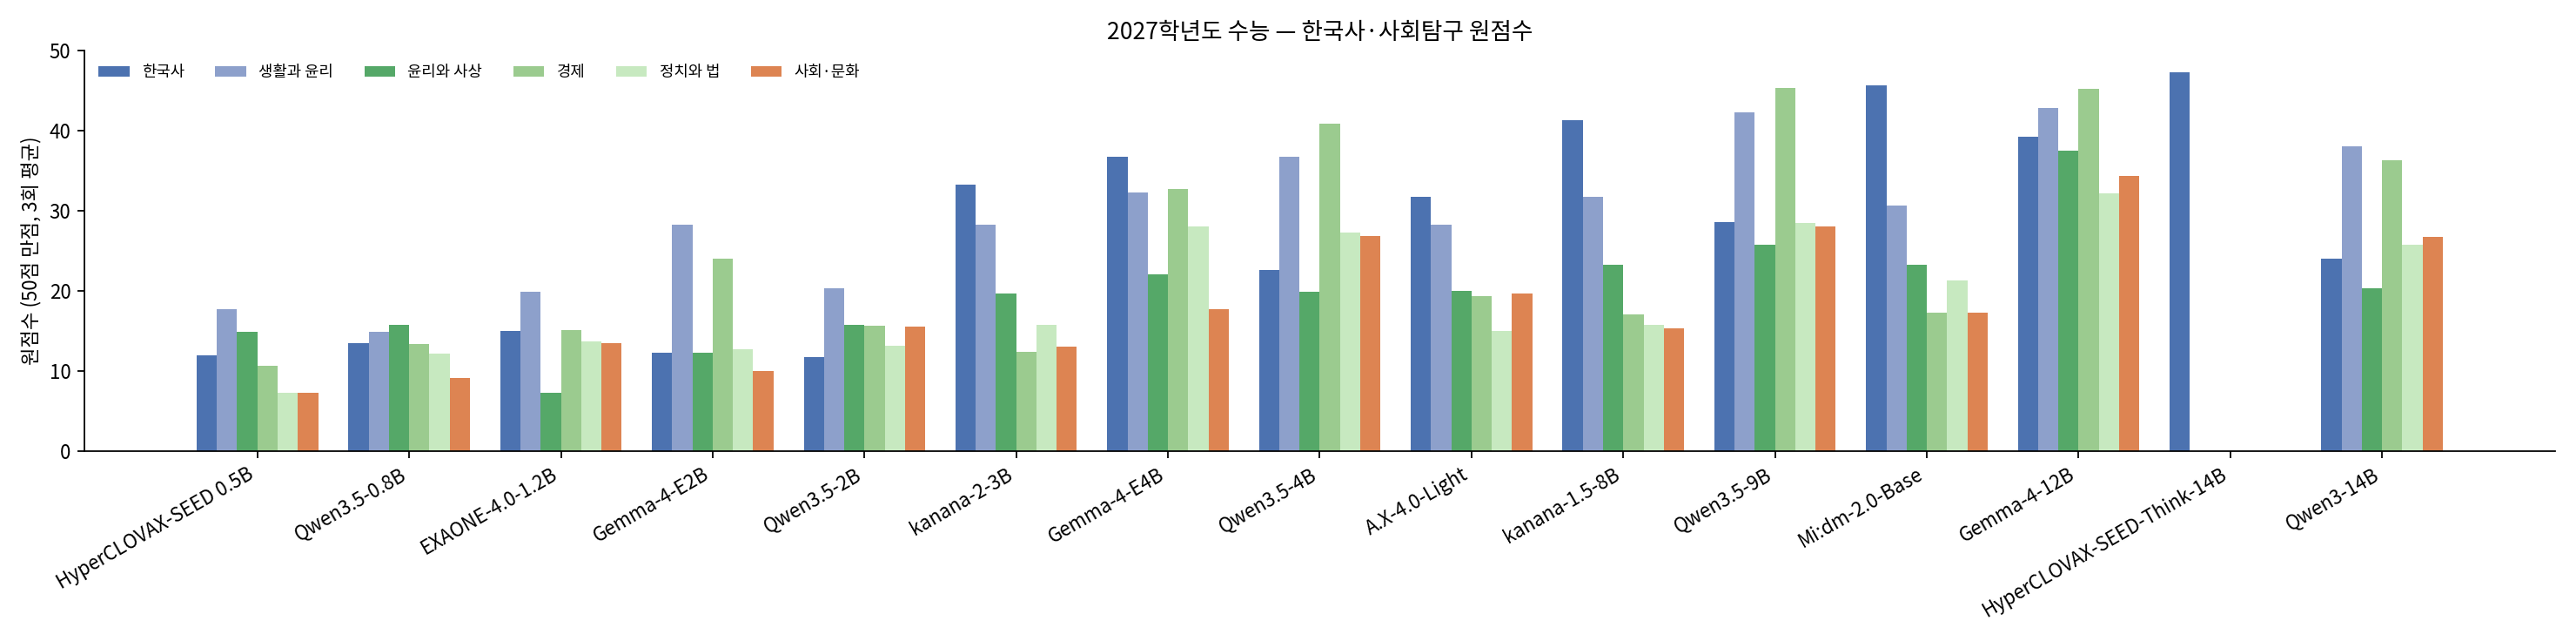 2027학년도 수능 — 한국사·사회탐구 원점수
원점수 (50점 만점, 3회 평균)
50
40
30
20
10
0
한국사 생활과 윤리 윤리와 사상 경제 정치와 법 사회·문화
HyperCLOVAX-SEED 0.5B
Qwen3.5-0.8B
EXAONE-4.0-1.2B
Gemma-4-E2B
Qwen3.5-2B
kanana-2-3B
Gemma-4-E4B
Qwen3.5-4B
A.X-4.0-Light
kanana-1.5-8B
Qwen3.5-9B
Mi:dm-2.0-Base
Gemma-4-12B
HyperCLOVAX-SEED-Think-14B
Qwen3-14B